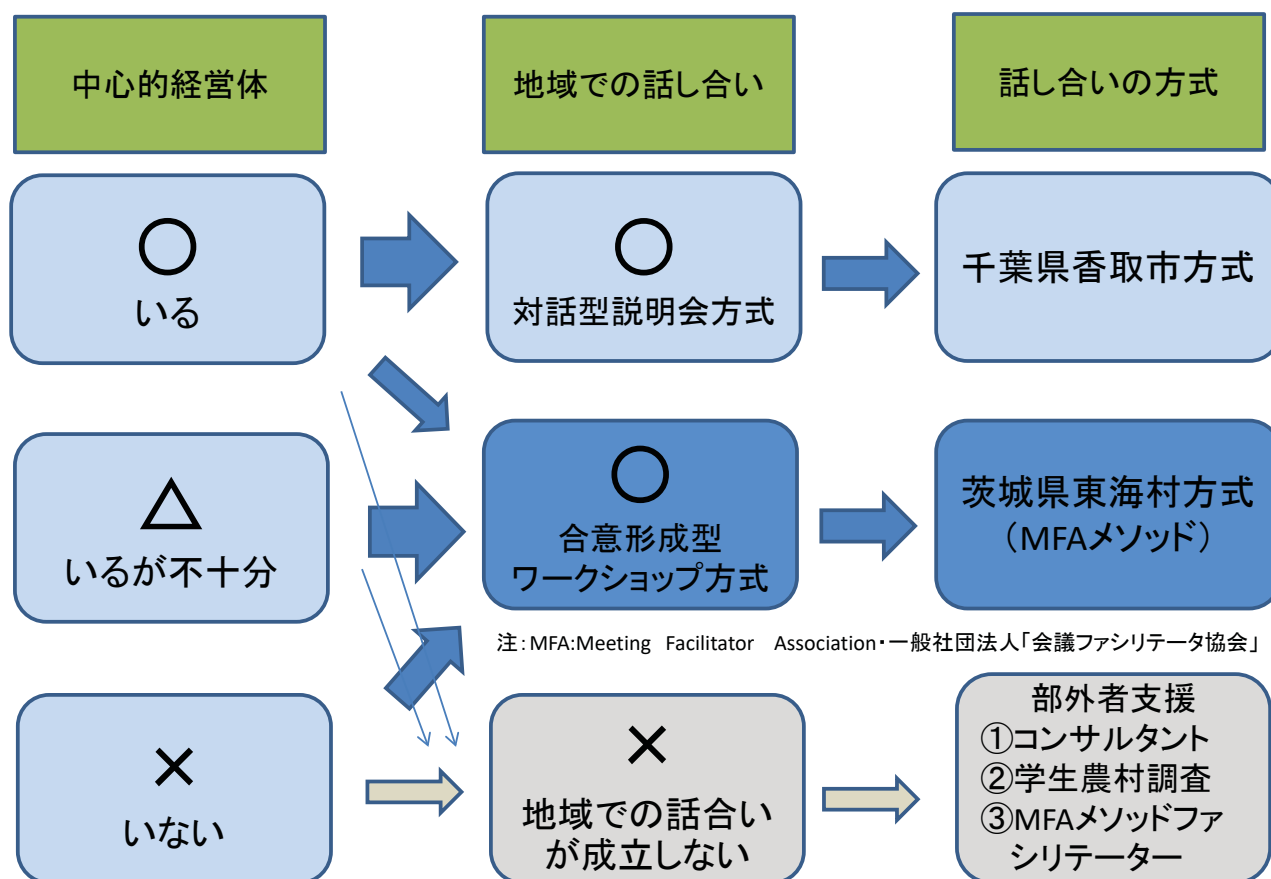 中心的経営体
地域での話し合い
話し合いの方式
○
いる
○
対話型説明会方式
千葉県香取市方式
△
いるが不十分
○
合意形成型
ワークショップ方式
茨城県東海村方式
（MFAメソッド）
注：MFA:Meeting Facilitator Association・一般社団法人「会議ファシリテータ協会」
×
いない
×
地域での話合い
が成立しない
部外者支援
①コンサルタント
②学生農村調査
③MFAメソッドファ
シリテーター